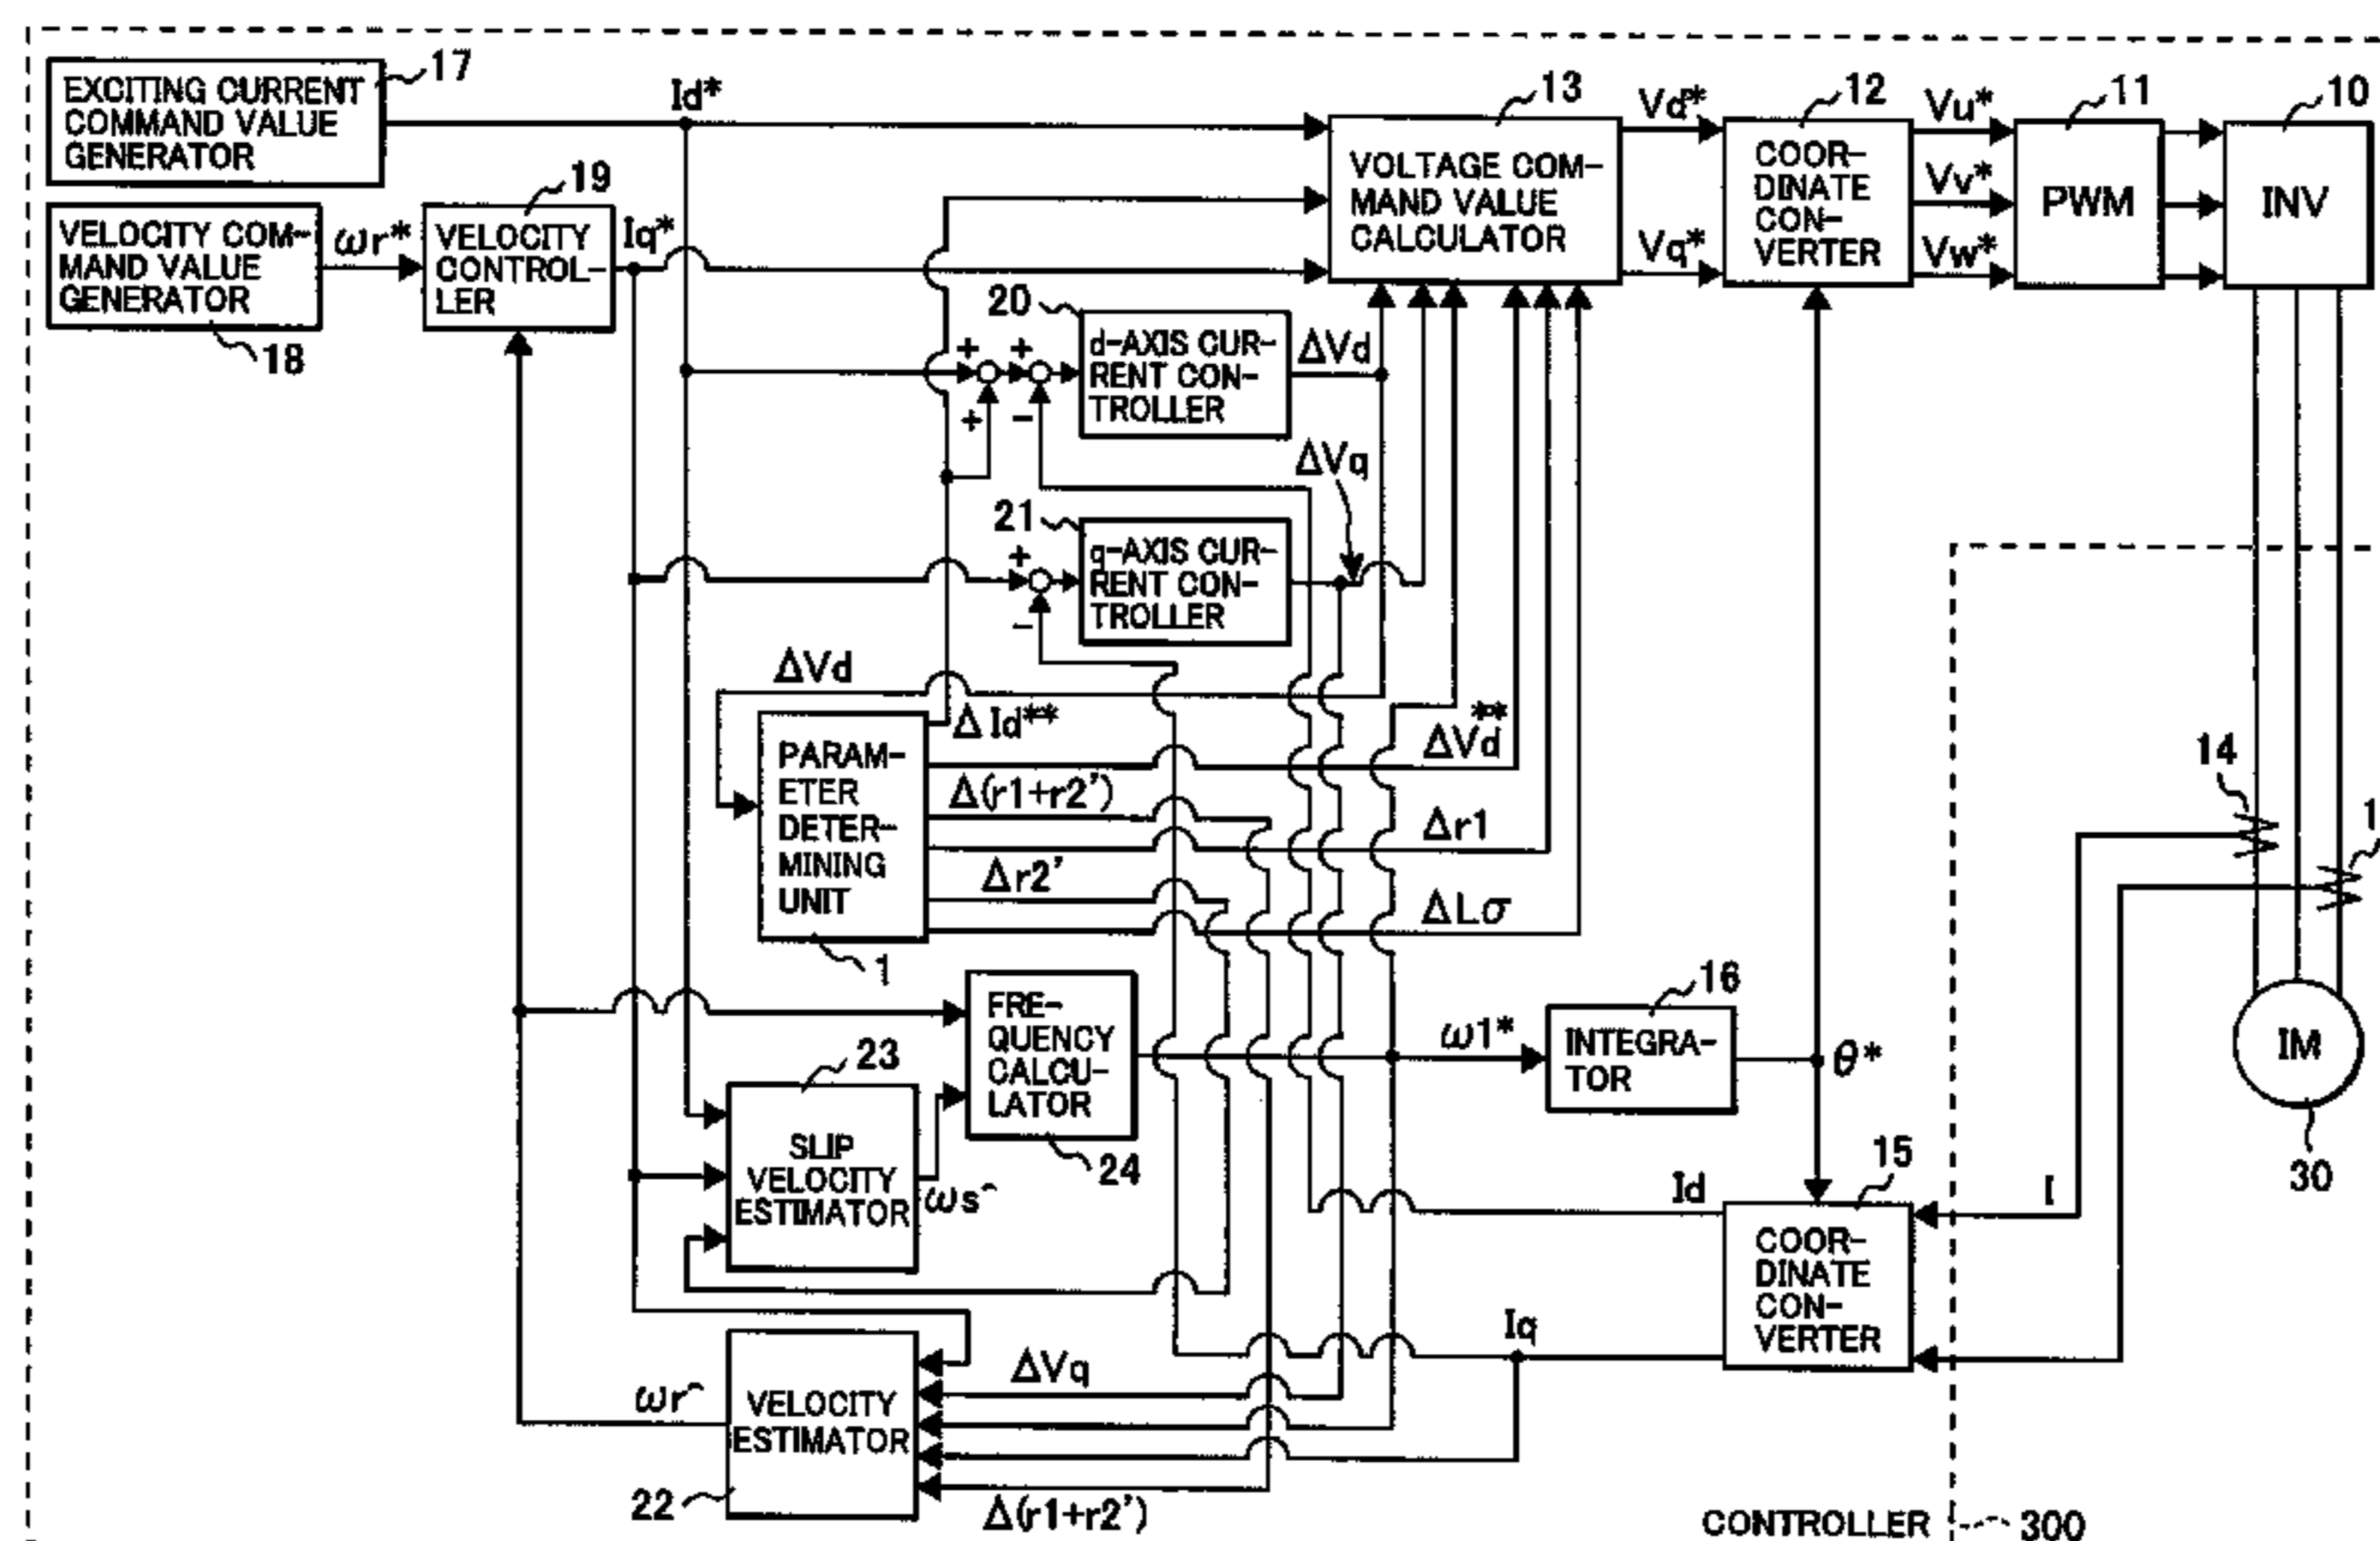 EXCITING CURRENT
COMMAND VALUE
GENERATOR
17
Id*
VELOCITY COM-
MAND VALUE
GENERATOR
18
ωr*
19
VELOCITY
CONTROL-
LER
Iq*
13
VOLTAGE COM-
MAND VALUE
CALCULATOR
Vd*
Vq*
12
COOR-
DINATE
CON-
VERTER
Vu*
Vv*
Vw*
11
PWM
10
INV
20
+
+
+
−
d-AXIS CUR-
RENT CON-
TROLLER
ΔVd
ΔVq
21
+
−
q-AXIS CUR-
RENT CON-
TROLLER
ΔVd
ΔId**
PARAM-
ETER
DETER-
MINING
UNIT
1
ΔVd**
Δ(r1+r2')
Δr1
Δr2'
ΔLσ
14
1
IM
30
FRE-
QUENCY
CALCU-
LATOR
24
ω1*
16
INTEGRA-
TOR
θ*
23
SLIP
VELOCITY
ESTIMATOR
ωs^
Id
15
COOR-
DINATE
CON-
VERTER
I
Iq
ωr^
VELOCITY
ESTIMATOR
22
ΔVq
Δ(r1+r2')
CONTROLLER
300